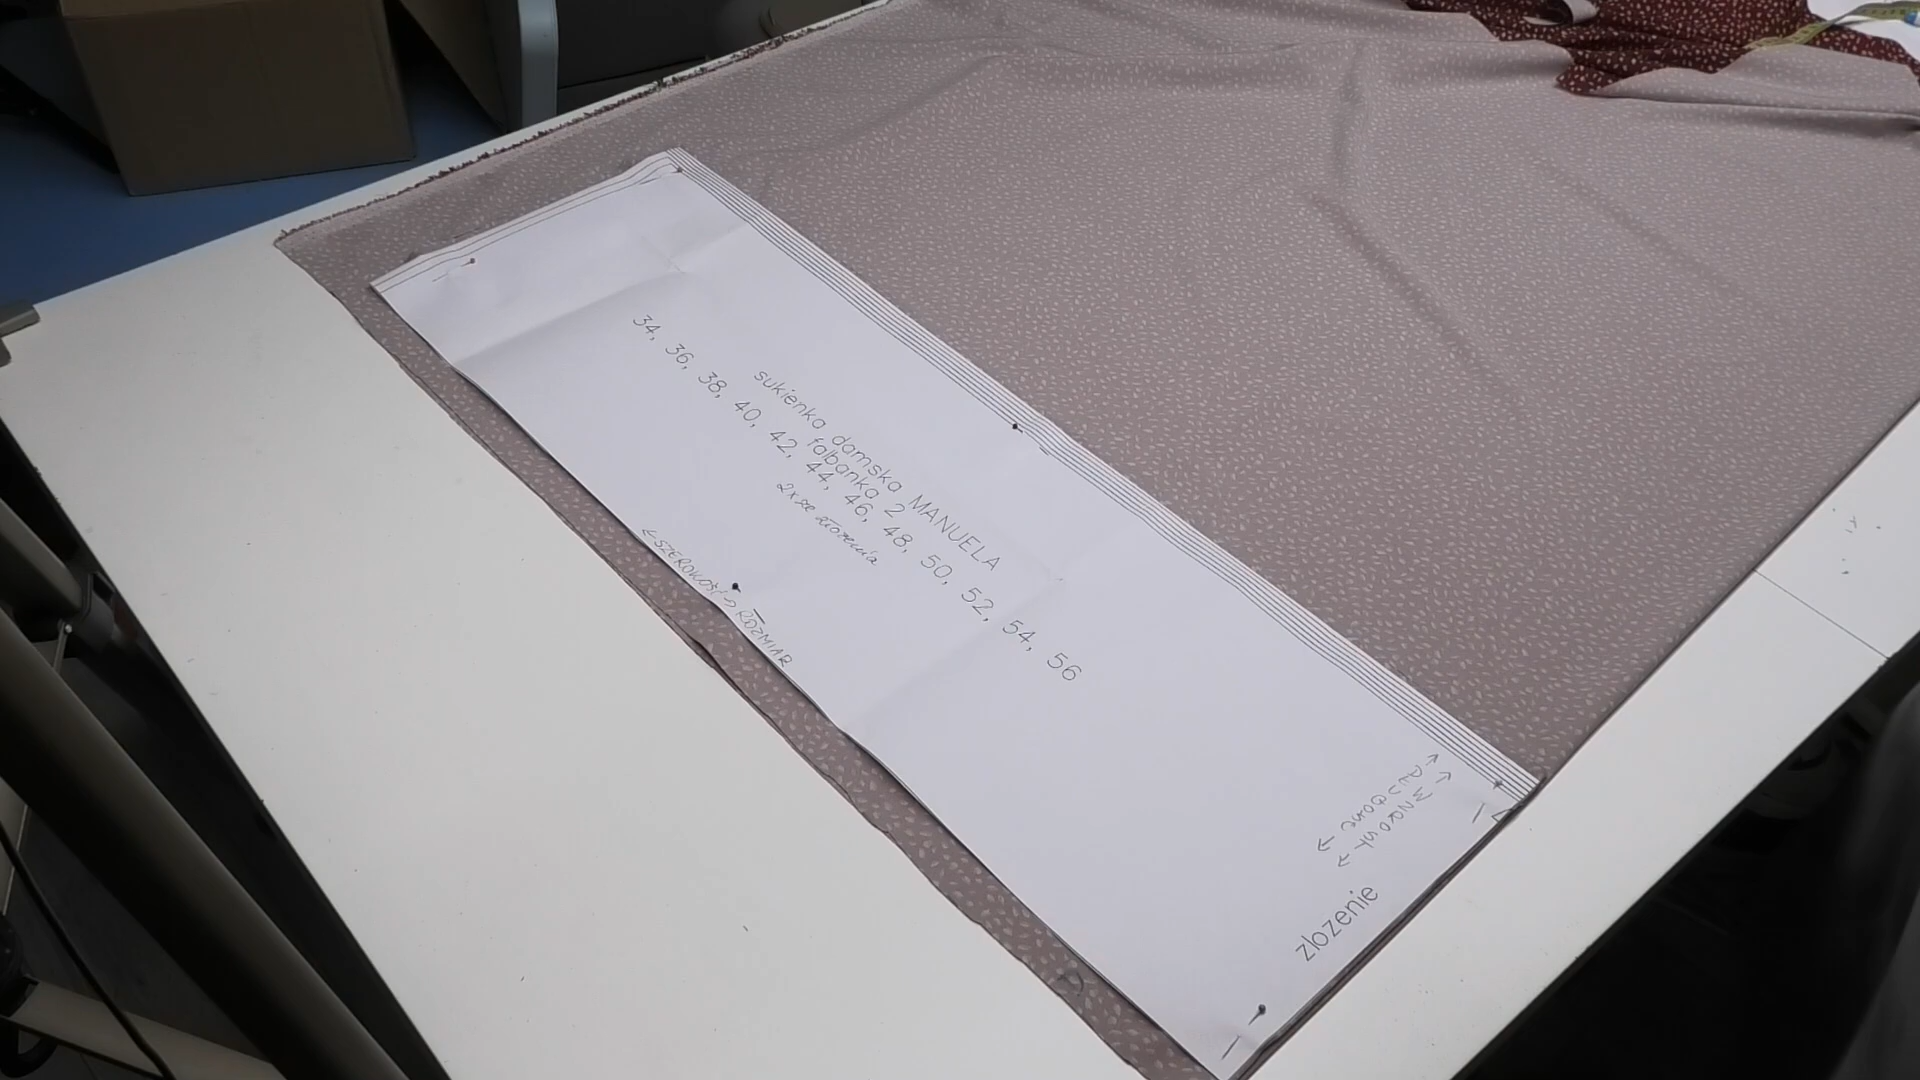 sukienka damska MANUELA
falbanka 2
34, 36, 38, 40, 42, 44, 46, 48, 50, 52, 54, 56
2x ze złożenia
← SZEROKOŚĆ → ROZMIAR
← WZROST →
zlozenie